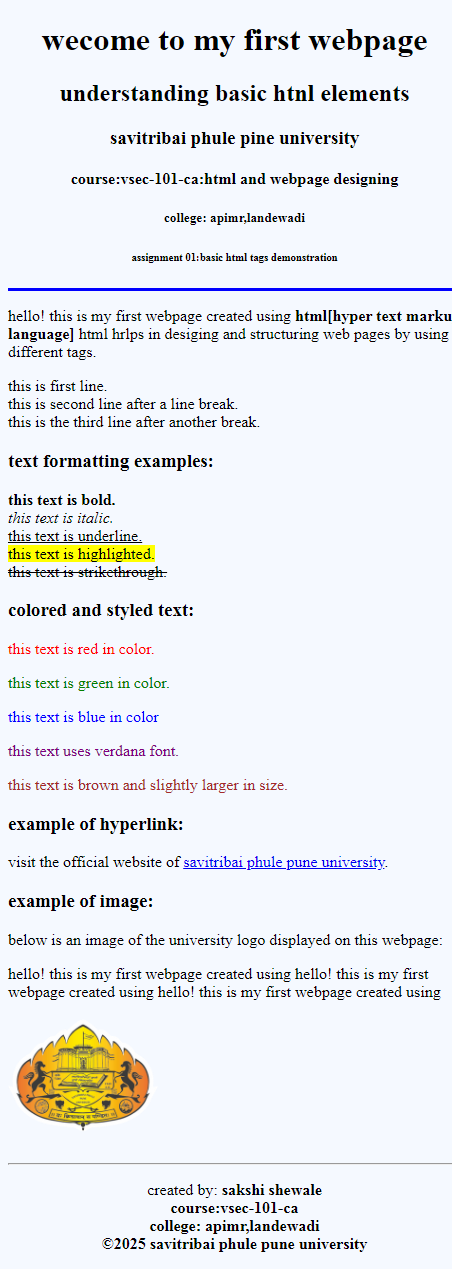 wecome to my first webpage
understanding basic htnl elements
savitribai phule pine university
course:vsec-101-ca:html and webpage designing
college: apimr,landewadi
assignment 01:basic html tags demonstration
hello! this is my first webpage created using html[hyper text marku
language] html hrlps in desiging and structuring web pages by using
different tags.
this is first line.
this is second line after a line break.
this is the third line after another break.
text formatting examples:
this text is bold.
this text is italic.
this text is underline.
this text is highlighted.
this text is strikethrough.
colored and styled text:
this text is red in color.
this text is green in color.
this text is blue in color
this text uses verdana font.
this text is brown and slightly larger in size.
example of hyperlink:
visit the official website of savitribai phule pune university.
example of image:
below is an image of the university logo displayed on this webpage:
hello! this is my first webpage created using hello! this is my first
webpage created using hello! this is my first webpage created using
created by: sakshi shewale
course:vsec-101-ca
college: apimr,landewadi
©2025 savitribai phule pune university